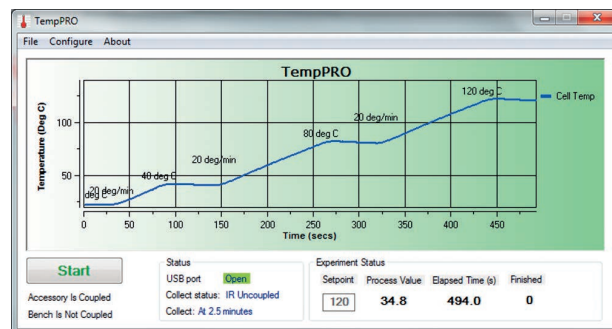 TempPRO
File Configure About
TempPRO
120 deg C
Cell Temp
20 deg/min
100
80 deg C
20 deg/min
40 deg C
50
20 deg/min
deg C
Temperature (Deg C)
0 50 100 150 200 250 300 350 400 450
Time (secs)
Start
Accessory Is Coupled
Bench Is Not Coupled
Status
USB port Open
Collect status: IR Uncoupled
Collect: At 2.5 minutes
Experiment Status
Setpoint Process Value Elapsed Time (s) Finished
120 34.8 494.0 0